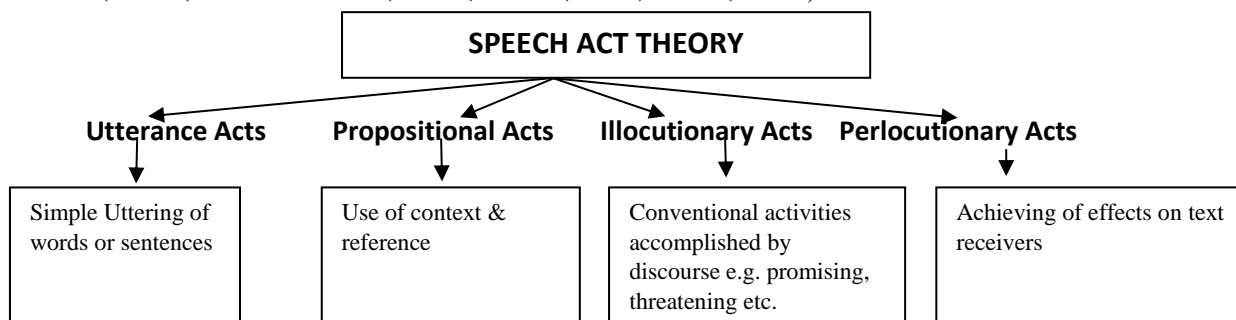 SPEECH ACT THEORY
Utterance Acts Propositional Acts Illocutionary Acts Perlocutionary Acts
Simple Uttering of
words or sentences
Use of context &
reference
Conventional activities
accomplished by
discourse e.g. promising,
threatening etc.
Achieving of effects on text
receivers